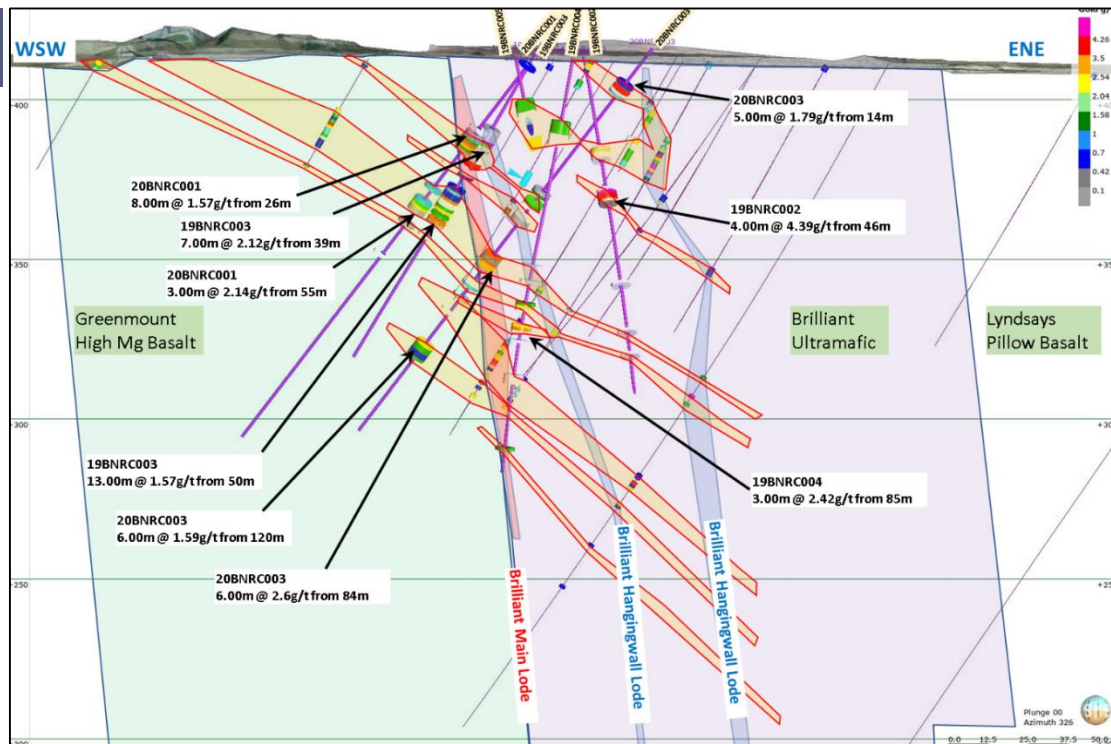 WSW
ENE
19BNRC005
20BNRC001
19BNRC003
19BNRC004
19BNRC002
20BNRC003
4.26
3.5
2.54
2.04
1.58
1
0.7
0.42
0.1
+400
20BNRC003
5.00m @ 1.79g/t from 14m
20BNRC001
8.00m @ 1.57g/t from 26m
19BNRC003
7.00m @ 2.12g/t from 39m
19BNRC002
4.00m @ 4.39g/t from 46m
20BNRC001
3.00m @ 2.14g/t from 55m
+350
Greenmount
High Mg Basalt
Brilliant
Ultramafic
Lyndsays
Pillow Basalt
+300
19BNRC003
13.00m @ 1.57g/t from 50m
19BNRC004
3.00m @ 2.42g/t from 85m
20BNRC003
6.00m @ 1.59g/t from 120m
20BNRC003
6.00m @ 2.6g/t from 84m
+250
Brilliant Main Lode
Brilliant Hangingwall Lode
Brilliant Hangingwall Lode
Plunge 00
Azimuth 326
0.0 12.5 25.0 37.5 50.0